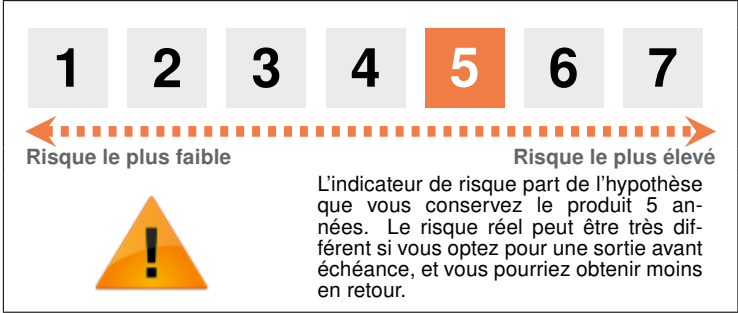 1 2 3 4 5 6 7
Risque le plus faible Risque le plus élevé
L'indicateur de risque part de l'hypothèse
que vous conservez le produit 5 an-
nées. Le risque réel peut être très dif-
férent si vous optez pour une sortie avant
échéance, et vous pourriez obtenir moins
en retour.